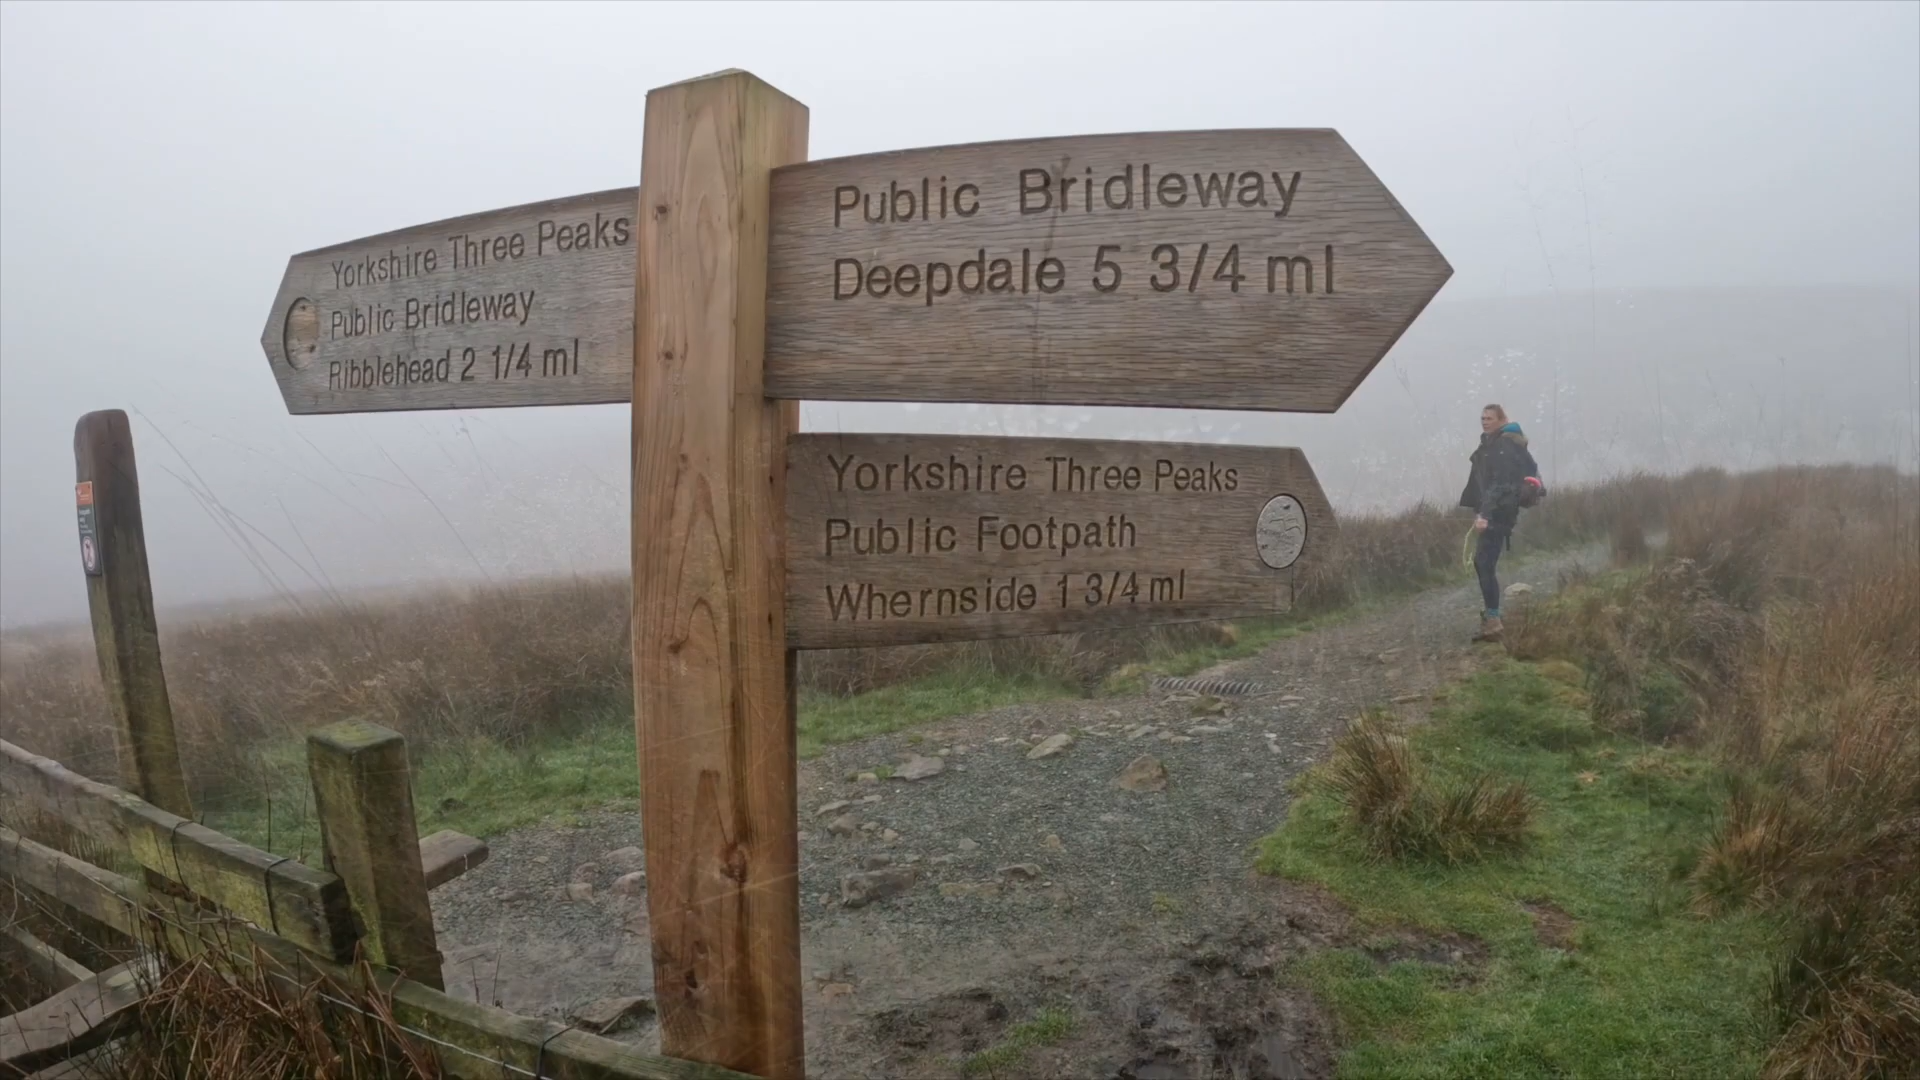 Yorkshire Three Peaks
Public Bridleway
Ribblehead 2 1/4 ml
Public Bridleway
Deepdale 5 3/4 ml
Yorkshire Three Peaks
Public Footpath
Whernside 1 3/4 ml